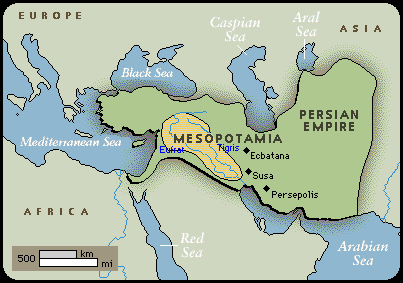 EUROPE
Caspian
Sea
Aral
Sea
ASIA
Black Sea
PERSIAN
EMPIRE
MESOPOTAMIA
Mediterranean Sea
Eufrat
Tigris
Ecbatana
Susa
Persepolis
AFRICA
Red
Sea
Arabian
Sea
500
km
mi